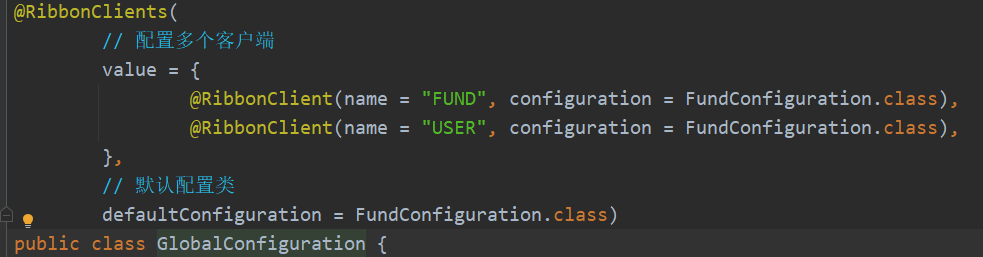 @RibbonClients(
// 配置多个客户端
value = {
@RibbonClient(name = "FUND", configuration = FundConfiguration.class),
@RibbonClient(name = "USER", configuration = FundConfiguration.class),
},
// 默认配置类
defaultConfiguration = FundConfiguration.class)
public class GlobalConfiguration {